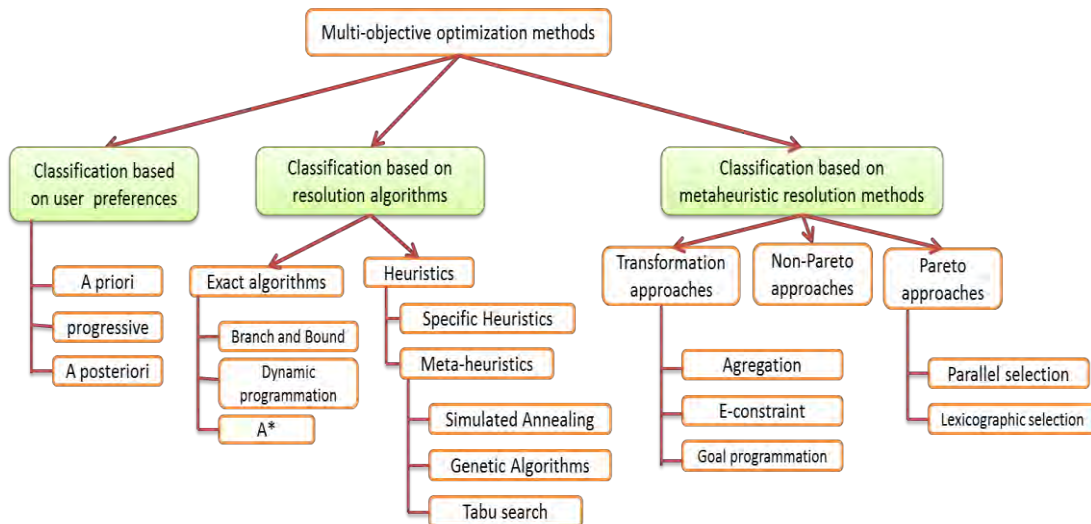 Multi-objective optimization methods
Classification based
on user preferences
Classification based on
resolution algorithms
Classification based on
metaheuristic resolution methods
A priori
progressive
A posteriori
Exact algorithms
Branch and Bound
Dynamic
programmation
A*
Heuristics
Specific Heuristics
Meta-heuristics
Simulated Annealing
Genetic Algorithms
Tabu search
Transformation
approaches
Agregation
E-constraint
Goal programmation
Non-Pareto
approaches
Pareto
approaches
Parallel selection
Lexicographic selection